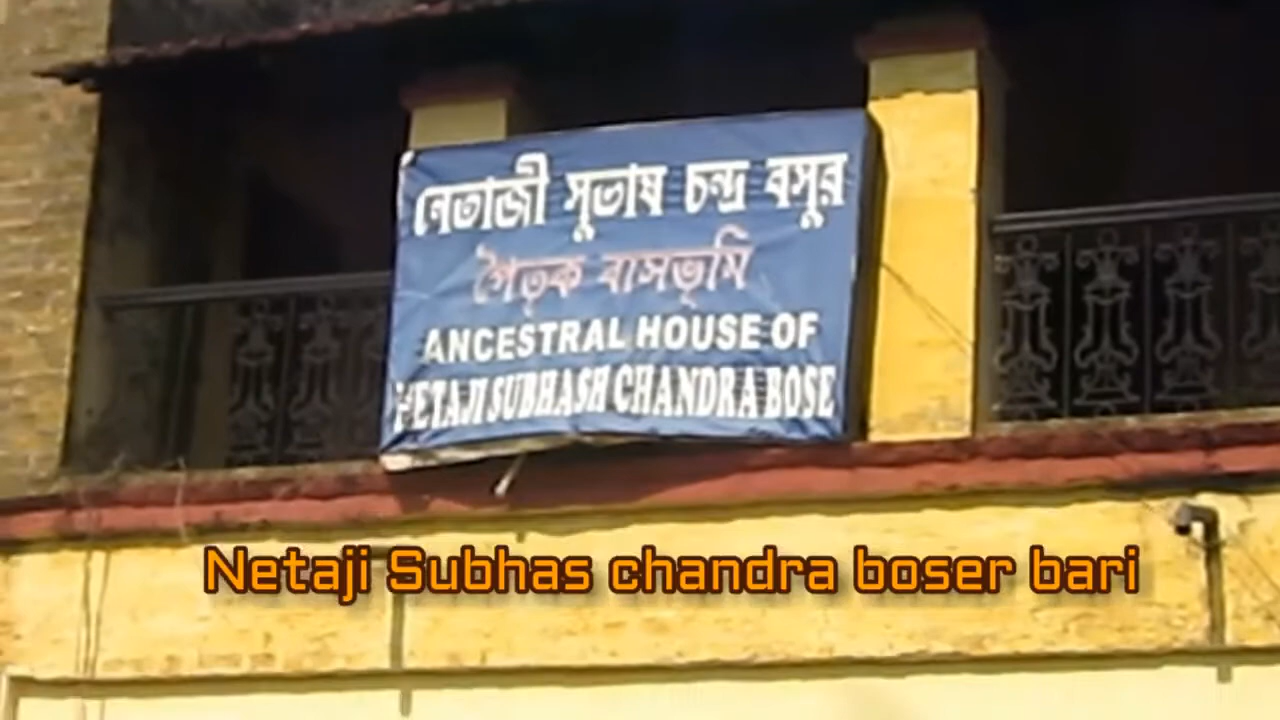 নেতাজী সুভাষ চন্দ্র বসুর
পৈতৃক বাসভূমি
ANCESTRAL HOUSE OF
NETAJI SUBHASH CHANDRA BOSE
Netaji Subhas chandra boser bari